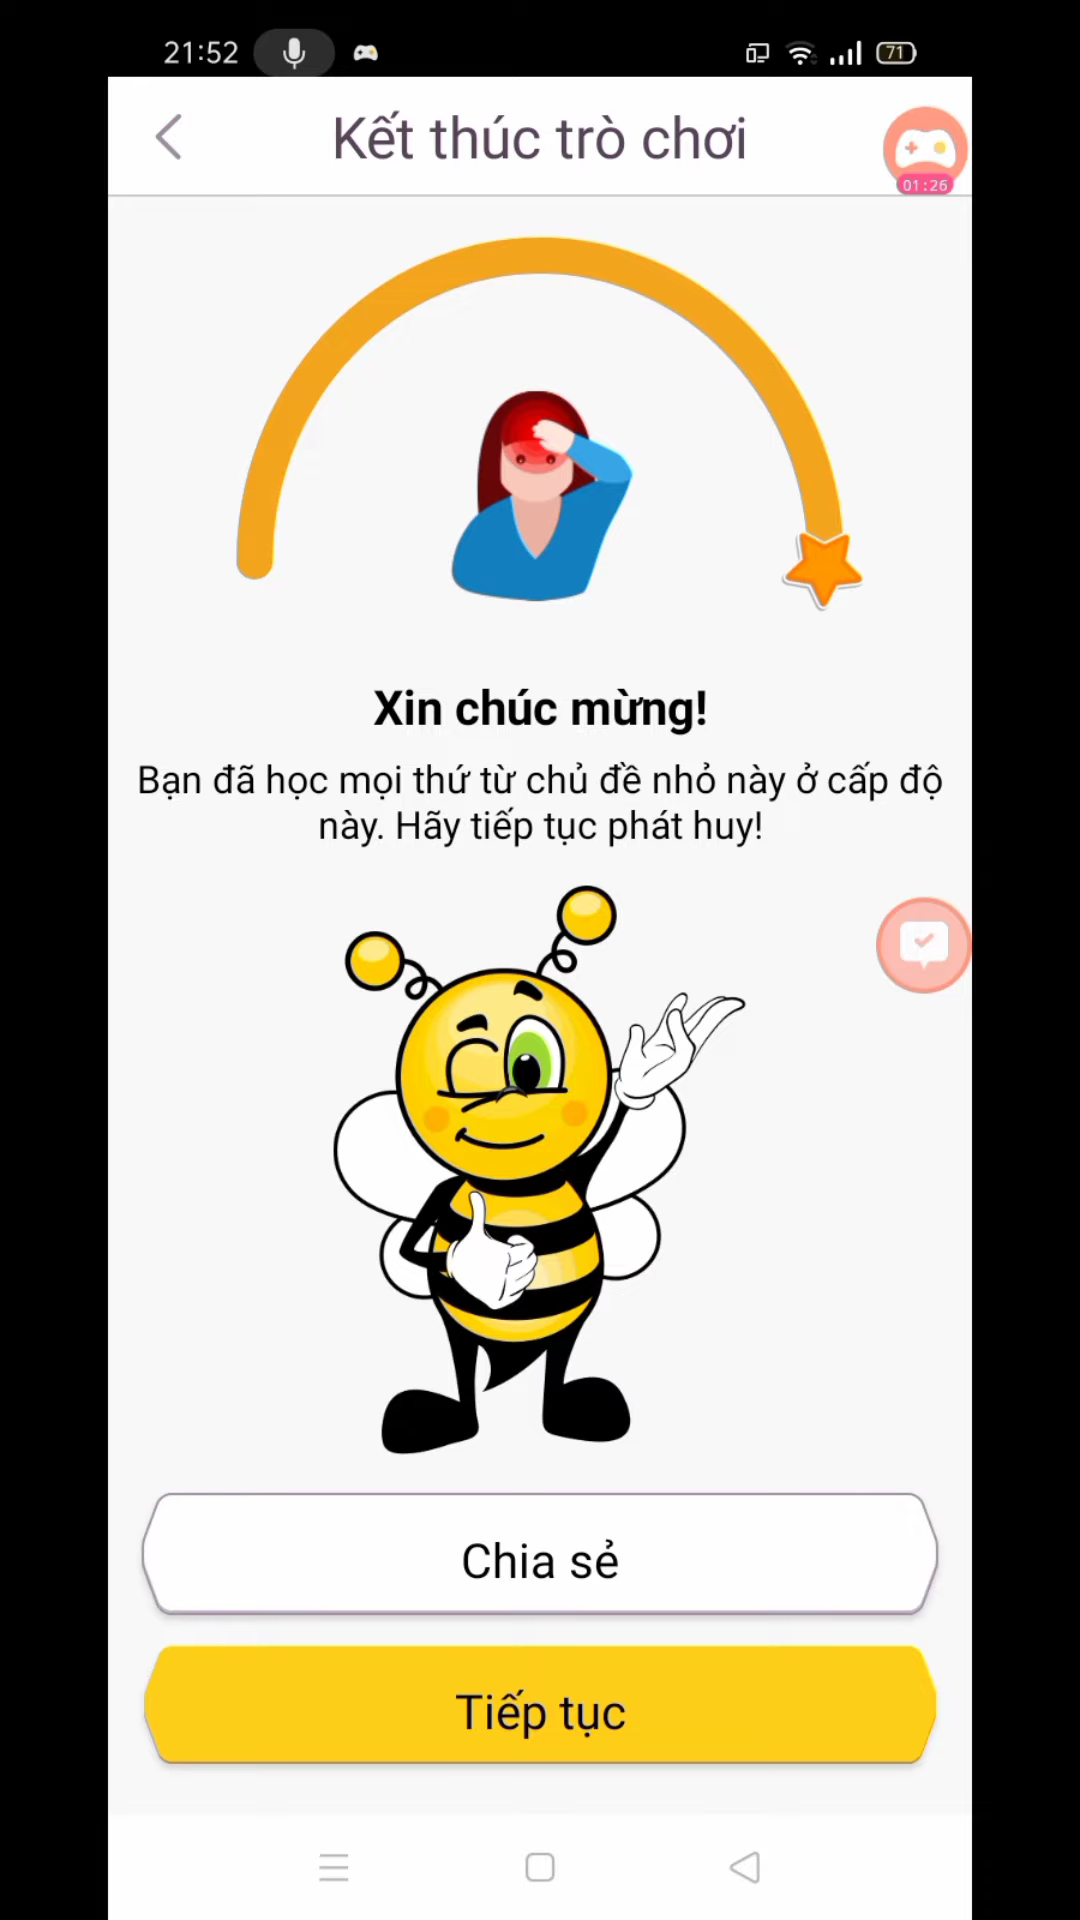 21:52
71
Kết thúc trò chơi
01:26
Xin chúc mừng!
Bạn đã học mọi thứ từ chủ đề nhỏ này ở cấp độ
này. Hãy tiếp tục phát huy!
Chia sẻ
Tiếp tục